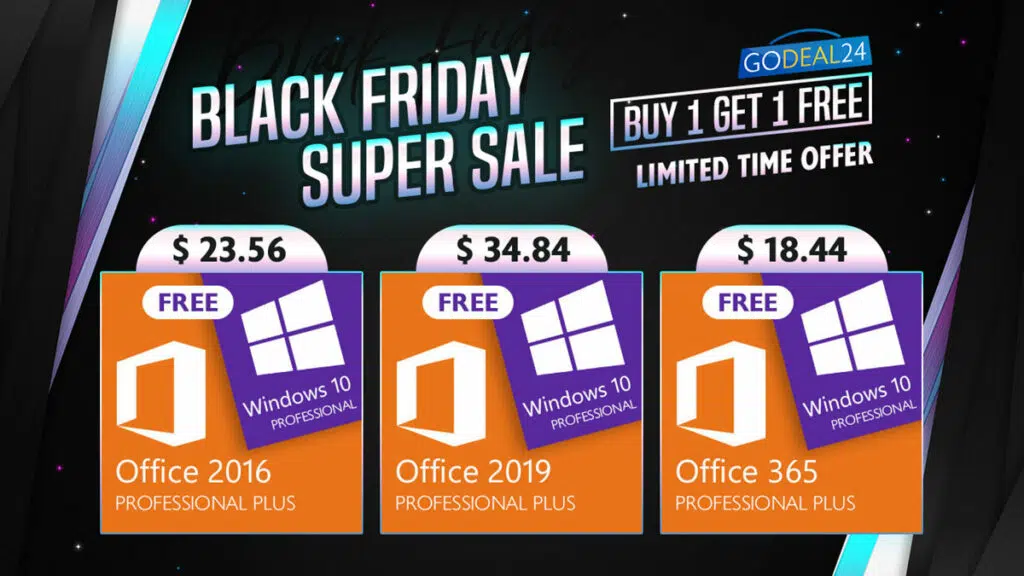 Black Friday
BLACK FRIDAY
SUPER SALE
GODEAL24
BUY 1 GET 1 FREE
LIMITED TIME OFFER
$ 23.56
FREE
Windows 10
PROFESSIONAL
Office 2016
PROFESSIONAL PLUS
$ 34.84
FREE
Windows 10
PROFESSIONAL
Office 2019
PROFESSIONAL PLUS
$ 18.44
FREE
Windows 10
PROFESSIONAL
Office 365
PROFESSIONAL PLUS